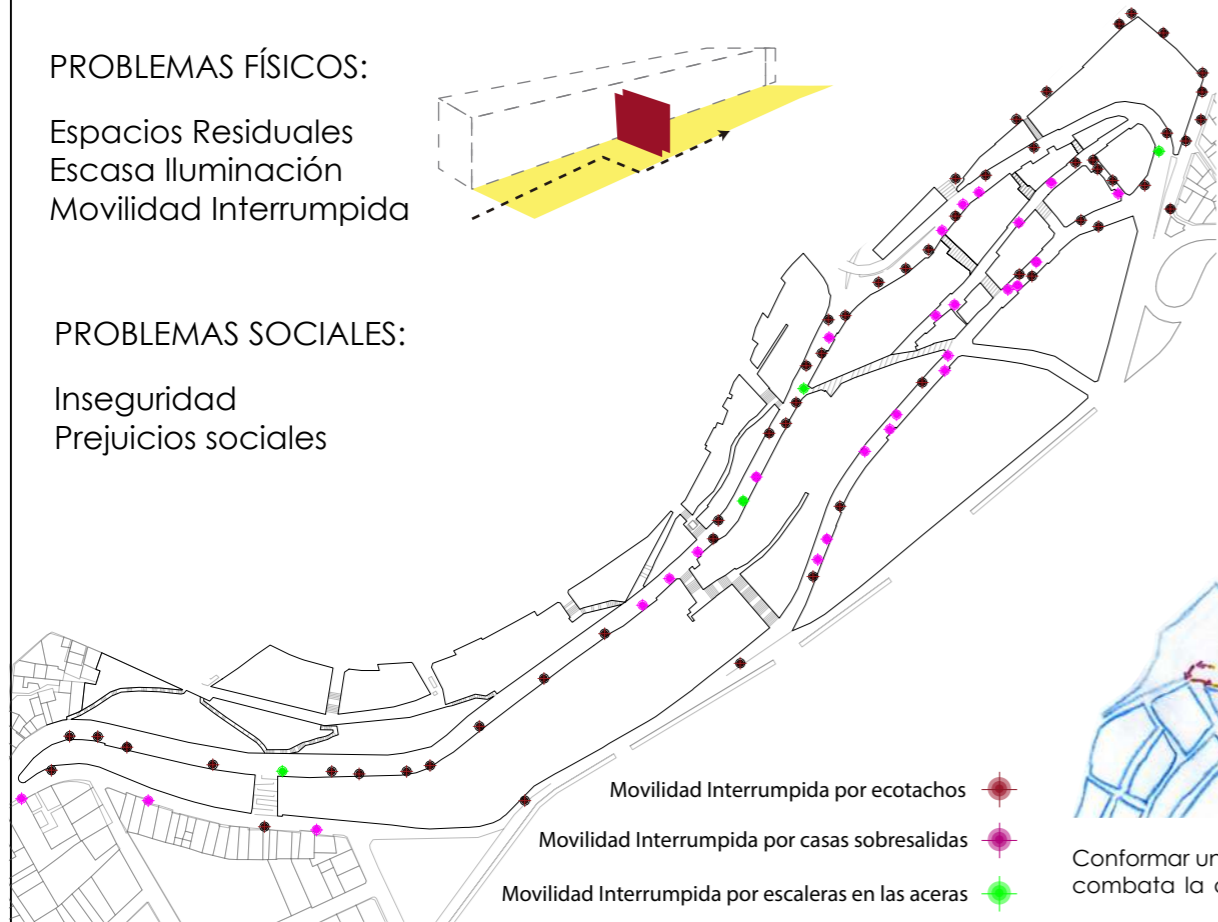 PROBLEMAS FÍSICOS:
Espacios Residuales
Escasa Iluminación
Movilidad Interrumpida
PROBLEMAS SOCIALES:
Inseguridad
Prejuicios sociales
Movilidad Interrumpida por ecotachos
Movilidad Interrumpida por casas sobresalidas
Movilidad Interrumpida por escaleras en las aceras
Conformar un
combata la